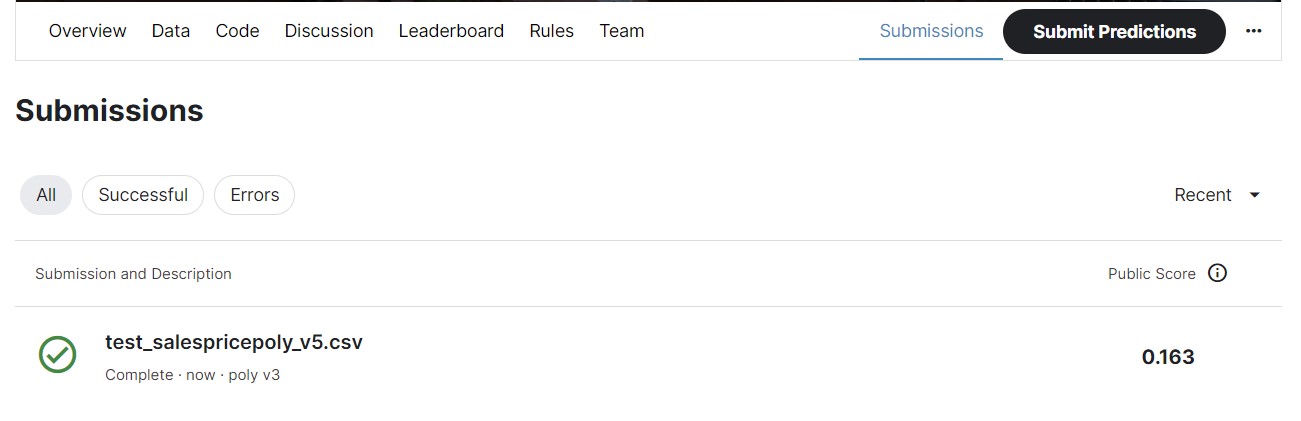 Overview Data Code Discussion Leaderboard Rules Team Submissions Submit Predictions ...
Submissions
All Successful Errors Recent
Submission and Description Public Score
test_salespricepoly_v5.csv 0.163
Complete · now · poly v3